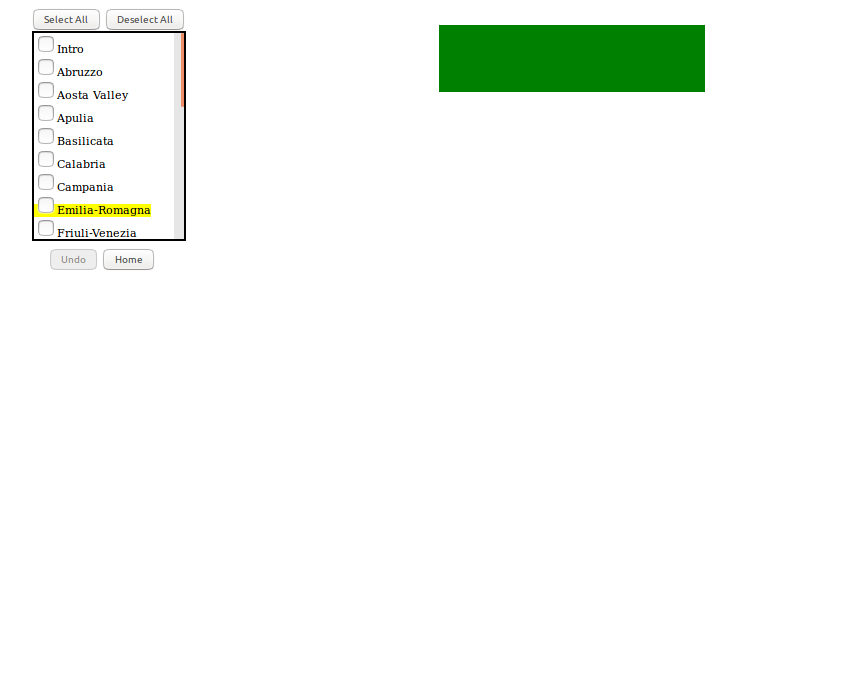 Select All Deselect All
Intro
Abruzzo
Aosta Valley
Apulia
Basilicata
Calabria
Campania
Emilia-Romagna
Friuli-Venezia
Undo Home